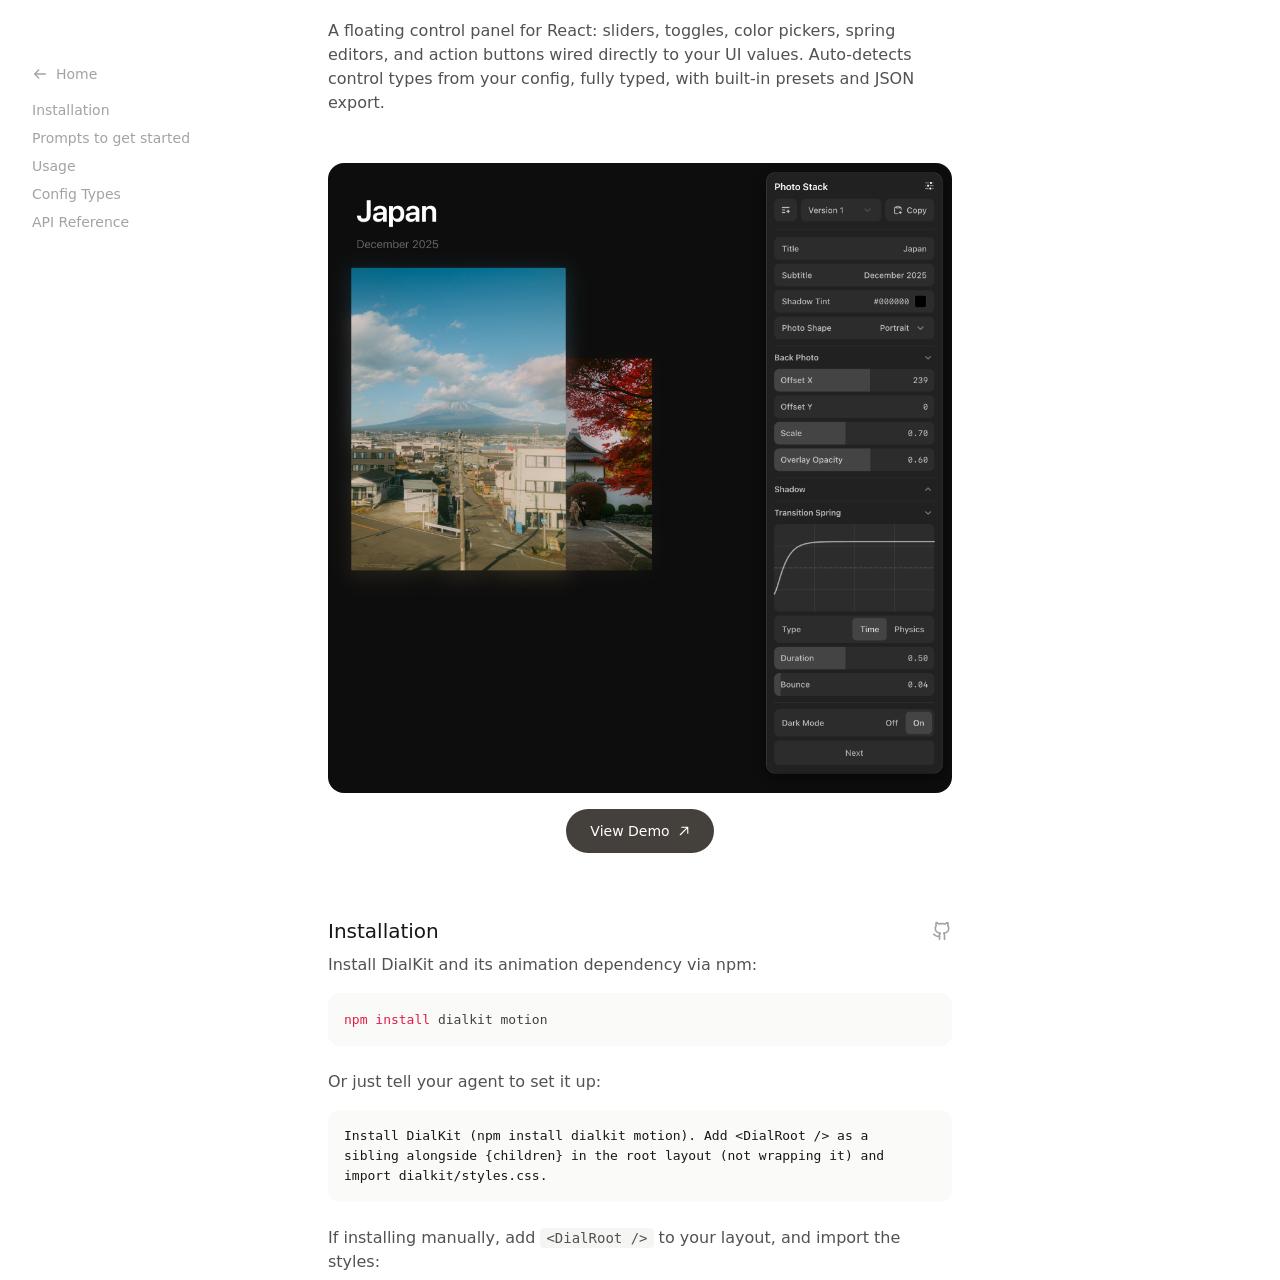 A floating control panel for React: sliders, toggles, color pickers, spring
editors, and action buttons wired directly to your UI values. Auto-detects
control types from your config, fully typed, with built-in presets and JSON
export.
Home
Installation
Prompts to get started
Usage
Config Types
API Reference
Japan
December 2025
Photo Stack
Version 1
Copy
Title Japan
Subtitle December 2025
Shadow Tint #000000
Photo Shape Portrait
Back Photo
Offset X 239
Offset Y 0
Scale 0.70
Overlay Opacity 0.60
Shadow
Transition Spring
Type Time Physics
Duration 0.50
Bounce 0.04
Dark Mode Off On
Next
View Demo
Installation
Install DialKit and its animation dependency via npm:
npm install dialkit motion
Or just tell your agent to set it up:
Install DialKit (npm install dialkit motion). Add <DialRoot /> as a
sibling alongside {children} in the root layout (not wrapping it) and
import dialkit/styles.css.
If installing manually, add <DialRoot /> to your layout, and import the
styles: